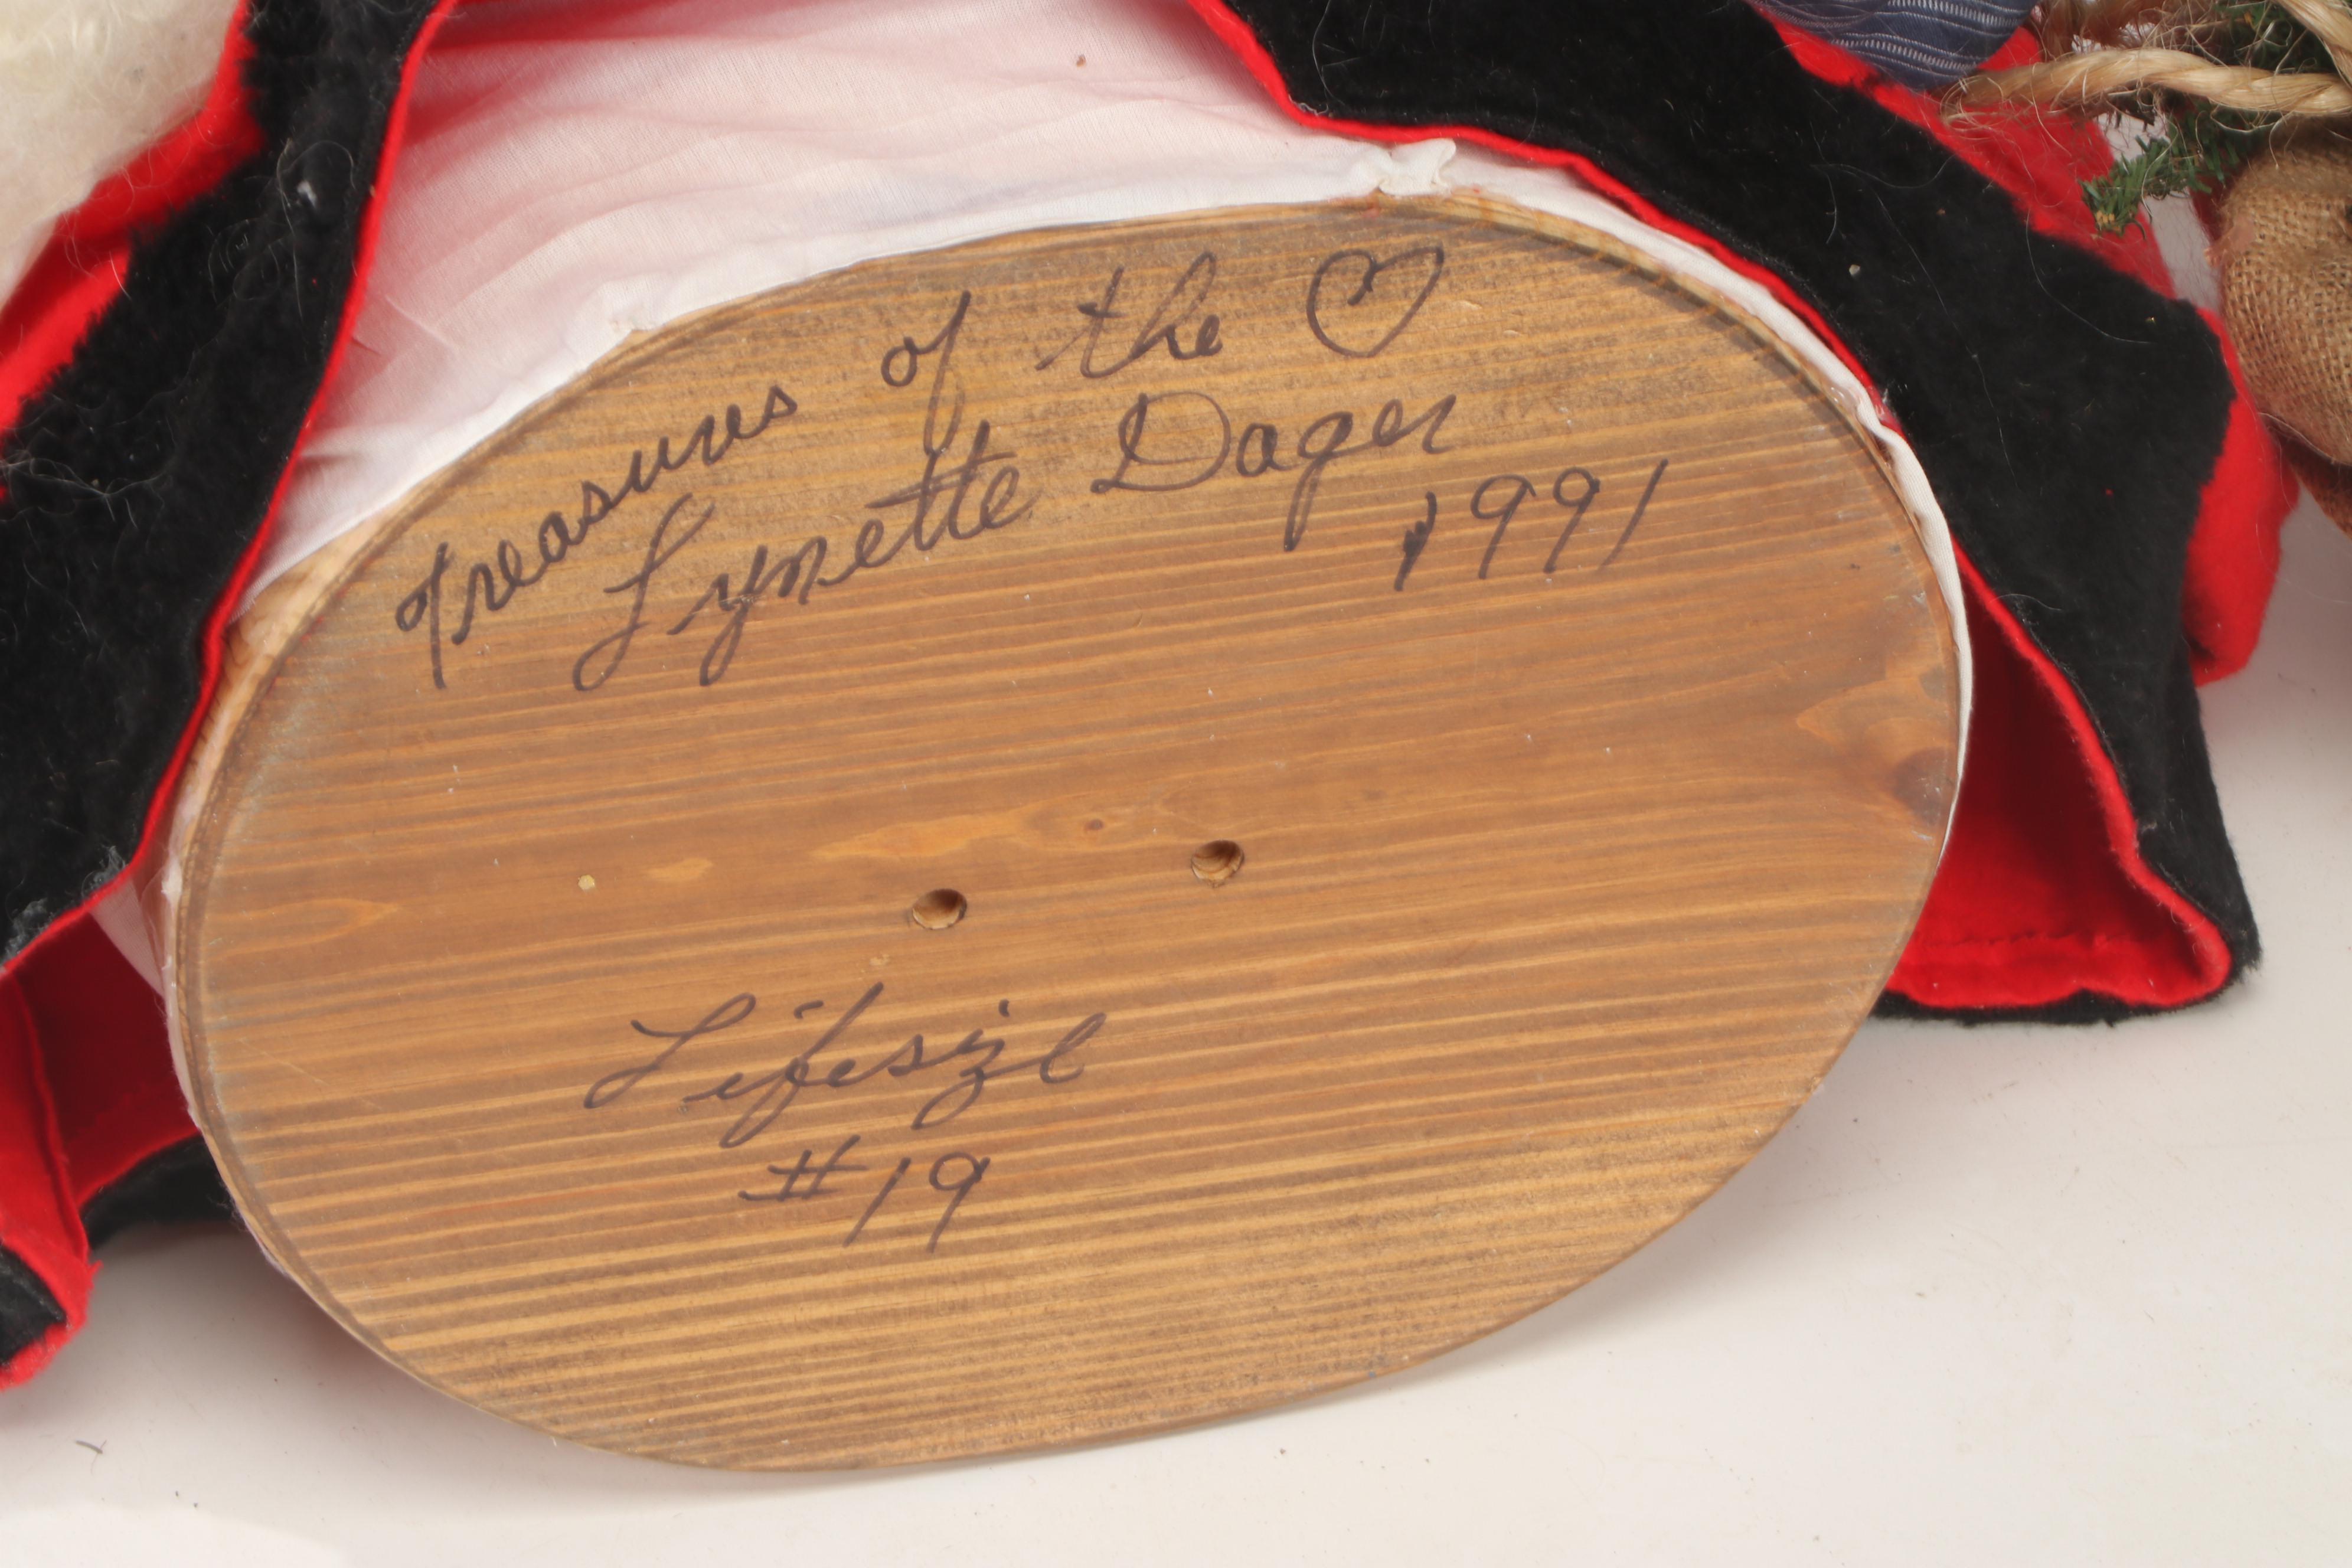 Treasures of the ♡
Lynette Dager
1991
Lifesize
#19